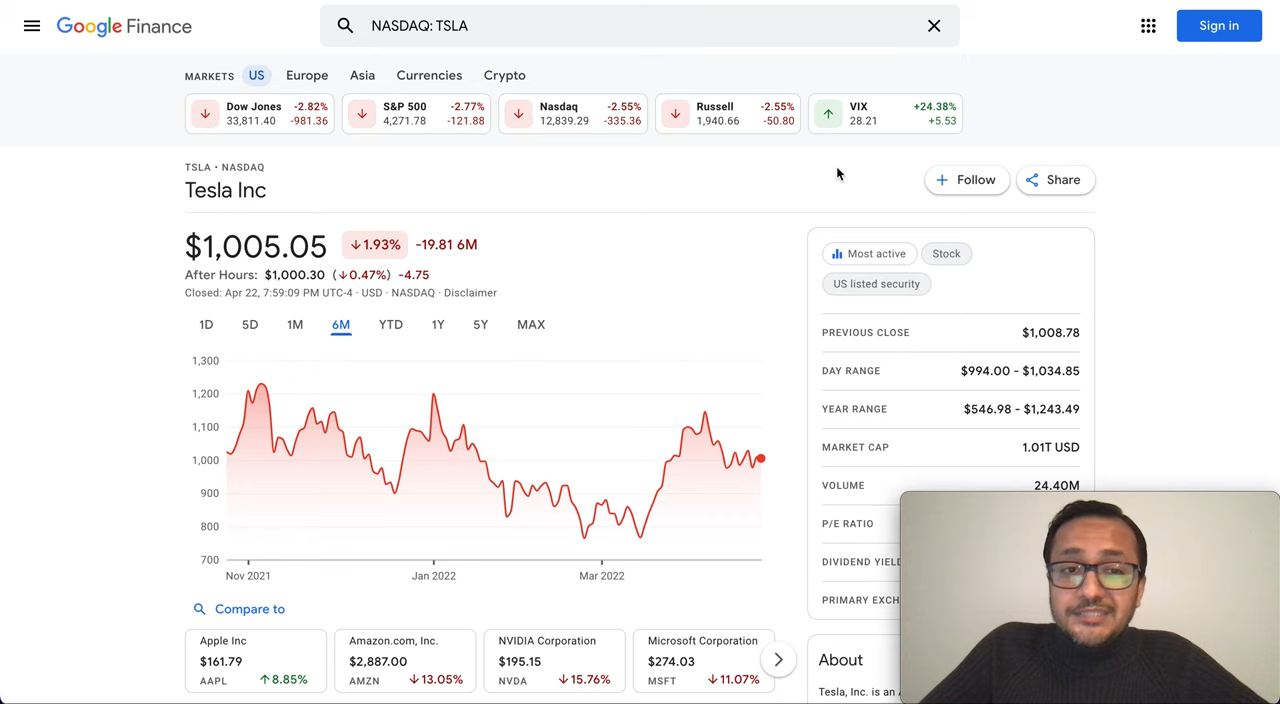 Google Finance
NASDAQ: TSLA
Sign in
MARKETS US Europe Asia Currencies Crypto
Dow Jones -2.82%
33,811.40 -981.36
S&P 500 -2.77%
4,271.78 -121.88
Nasdaq -2.55%
12,839.29 -335.36
Russell -2.55%
1,940.66 -50.80
VIX +24.38%
28.21 +5.53
TSLA • NASDAQ
Tesla Inc
+ Follow
Share
$1,005.05 ↓1.93% -19.81 6M
After Hours: $1,000.30 (↓0.47%) -4.75
Closed: Apr 22, 7:59:09 PM UTC-4 · USD · NASDAQ · Disclaimer
1D 5D 1M 6M YTD 1Y 5Y MAX
1,300
1,200
1,100
1,000
900
800
700
Nov 2021 Jan 2022 Mar 2022
Compare to
Apple Inc
$161.79
AAPL ↑8.85%
Amazon.com, Inc.
$2,887.00
AMZN ↓13.05%
NVIDIA Corporation
$195.15
NVDA ↓15.76%
Microsoft Corporation
$274.03
MSFT ↓11.07%
Most active
Stock
US listed security
PREVIOUS CLOSE $1,008.78
DAY RANGE $994.00 - $1,034.85
YEAR RANGE $546.98 - $1,243.49
MARKET CAP 1.01T USD
VOLUME 24.40M
P/E RATIO
DIVIDEND YIELD
PRIMARY EXCH
About
Tesla, Inc. is an